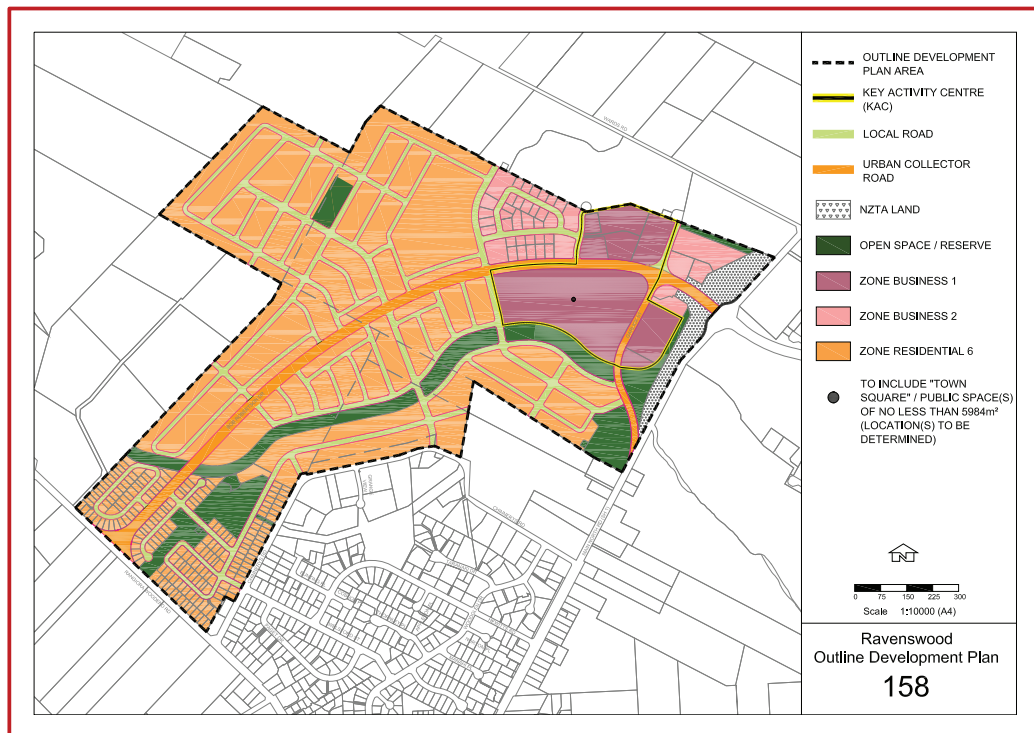 WARDS RD
OUTLINE DEVELOPMENT
PLAN AREA
KEY ACTIVITY CENTRE
(KAC)
LOCAL ROAD
URBAN COLLECTOR
ROAD
NZTA LAND
OPEN SPACE / RESERVE
ZONE BUSINESS 1
ZONE BUSINESS 2
ZONE RESIDENTIAL 6
TO INCLUDE "TOWN
SQUARE" / PUBLIC SPACE(S)
OF NO LESS THAN 5984m²
(LOCATION(S) TO BE
DETERMINED)
N
0 75 150 225 300
Scale 1:10000 (A4)
Ravenswood
Outline Development Plan
158